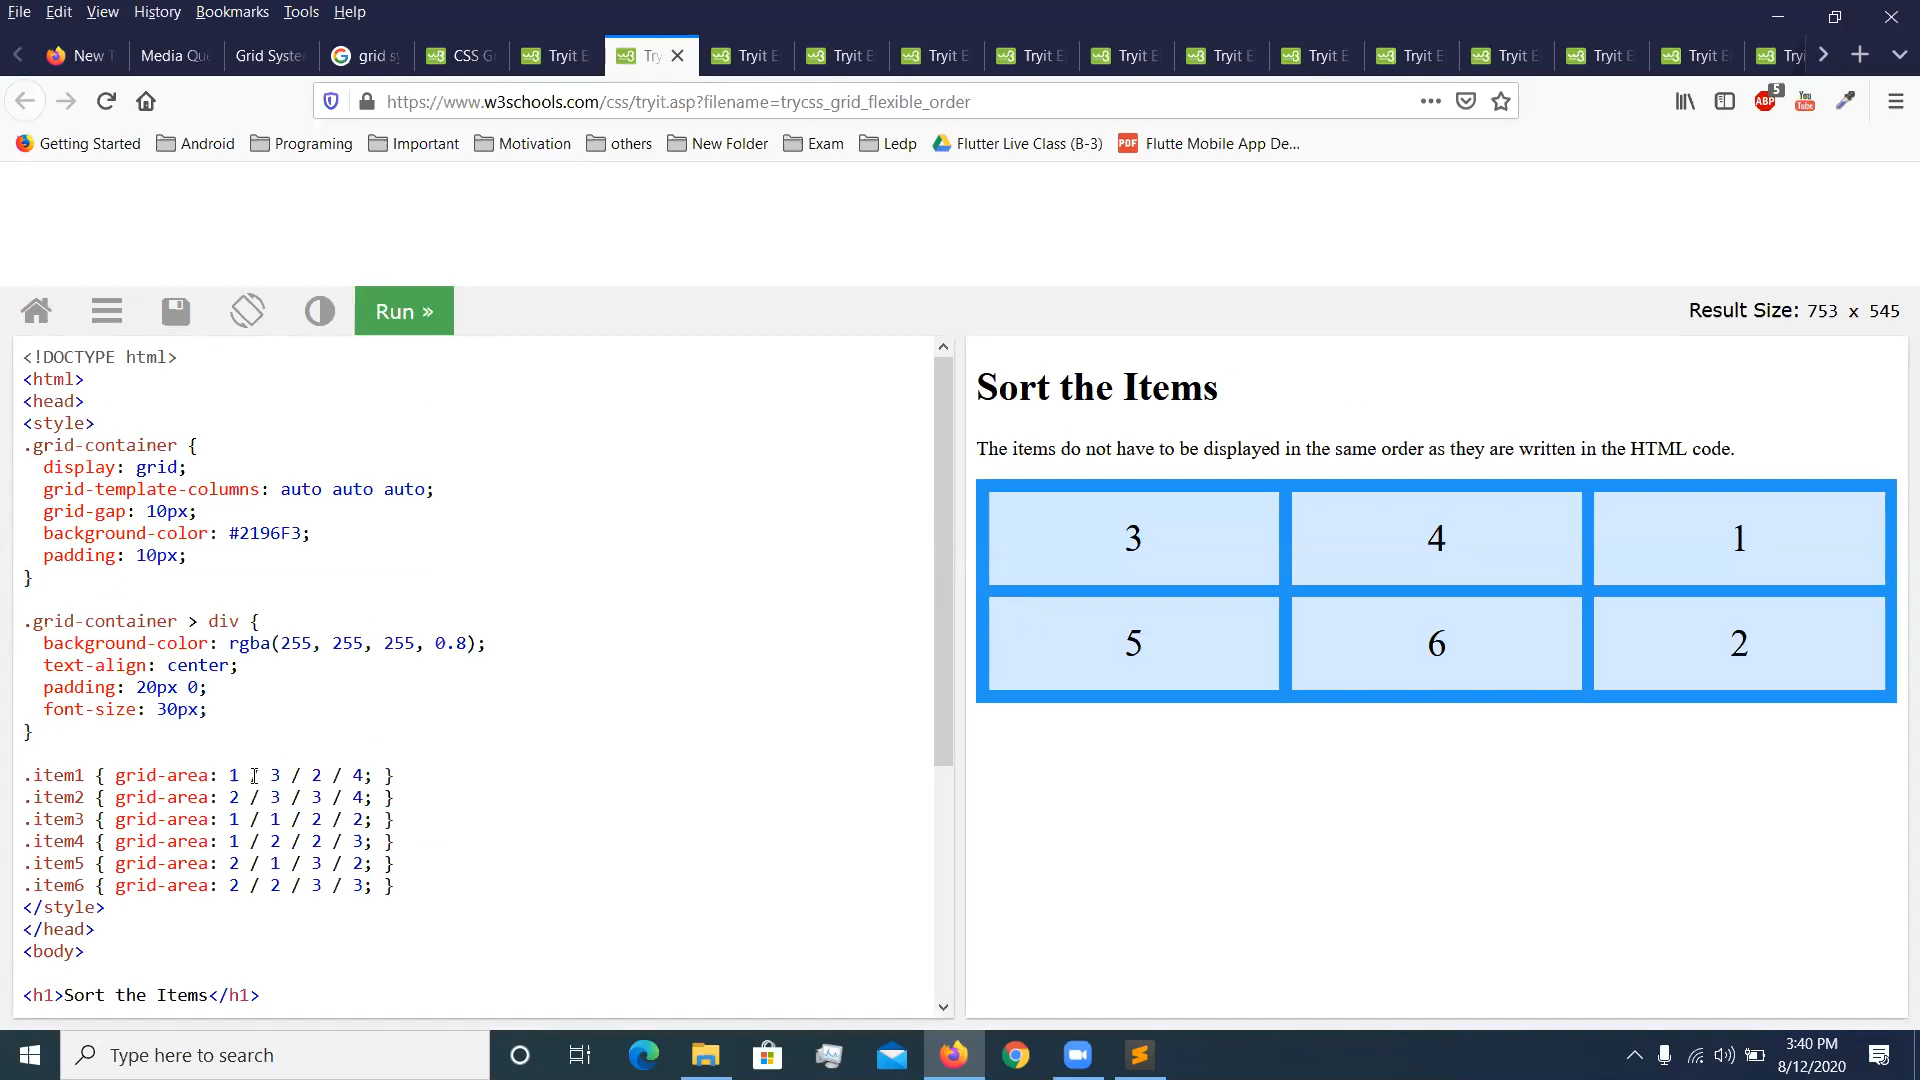 File Edit View History Bookmarks Tools Help
New T Media Qu Grid Syste grid sy CSS G Tryit E Try Tryit E Tryit E Tryit E Tryit E Tryit E Tryit E Tryit E Tryit E Tryit E Tryit E Tryit E Tryi
https://www.w3schools.com/css/tryit.asp?filename=trycss_grid_flexible_order
ABP 5 You Tube
Getting Started Android Programing Important Motivation others New Folder Exam Ledp Flutter Live Class (B-3) PDF Flutte Mobile App De...
Run » Result Size: 753 x 545
<!DOCTYPE html>
<html>
<head>
<style>
.grid-container {
display: grid;
grid-template-columns: auto auto auto;
grid-gap: 10px;
background-color: #2196F3;
padding: 10px;
}
.grid-container > div {
background-color: rgba(255, 255, 255, 0.8);
text-align: center;
padding: 20px 0;
font-size: 30px;
}
.item1 { grid-area: 1 / 3 / 2 / 4; }
.item2 { grid-area: 2 / 3 / 3 / 4; }
.item3 { grid-area: 1 / 1 / 2 / 2; }
.item4 { grid-area: 1 / 2 / 2 / 3; }
.item5 { grid-area: 2 / 1 / 3 / 2; }
.item6 { grid-area: 2 / 2 / 3 / 3; }
</style>
</head>
<body>
<h1>Sort the Items</h1>
Sort the Items
The items do not have to be displayed in the same order as they are written in the HTML code.
3 4 1
5 6 2
Type here to search
3:40 PM
8/12/2020